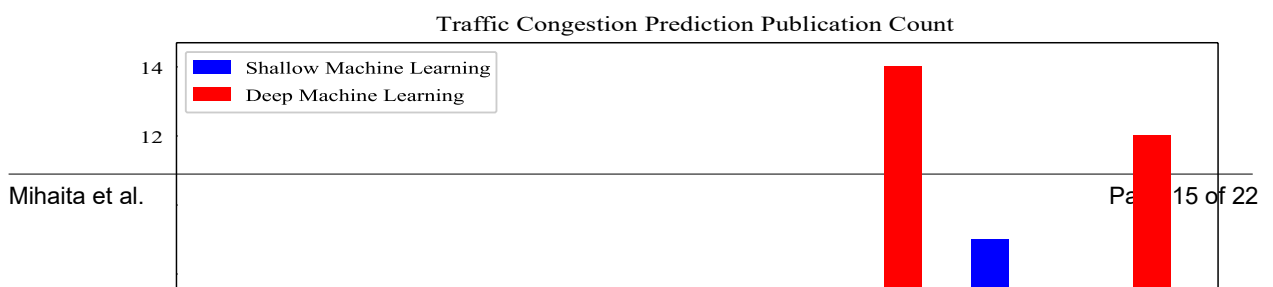 Traffic Congestion Prediction Publication Count
Shallow Machine Learning
Deep Machine Learning
14
12
Mihaita et al.
15 of 22